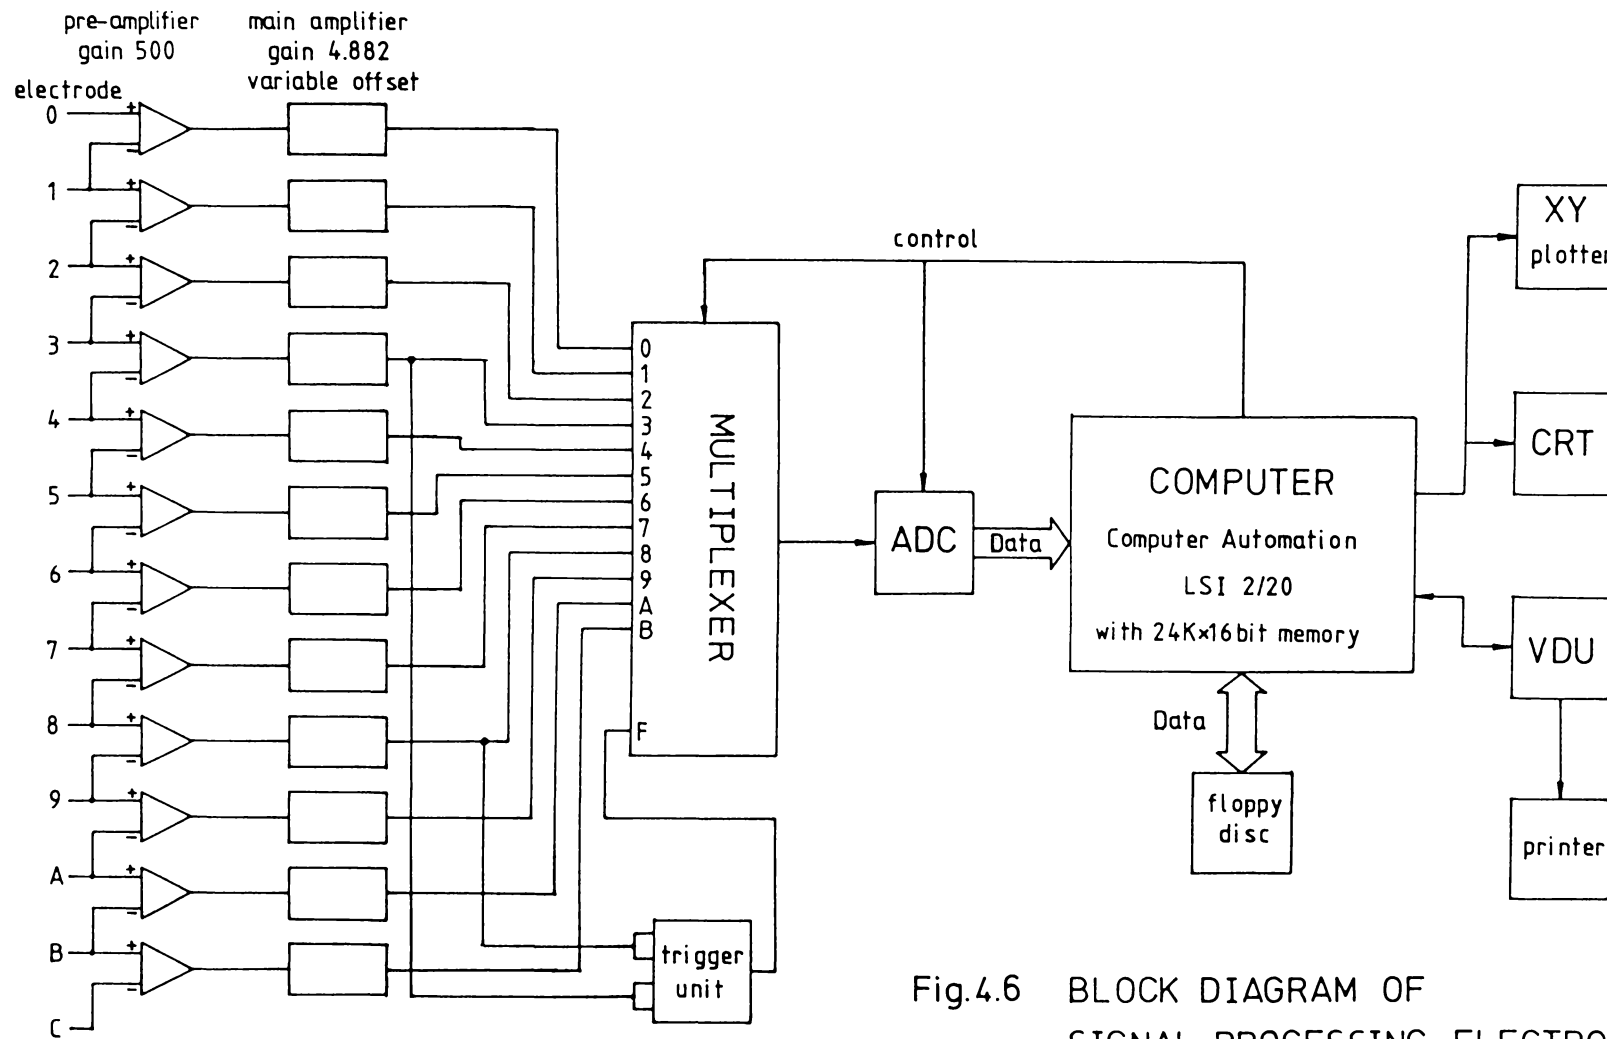 pre-amplifier
gain 500
main amplifier
gain 4.882
variable offset
electrode
0
+
-
1
+
-
2
+
-
3
+
-
4
+
-
5
+
-
6
+
-
7
+
-
8
+
-
9
+
-
A
+
-
B
+
-
C
0
1
2
3
4
5
6
7
8
9
A
B
F
MULTIPLEXER
trigger
unit
control
ADC
Data
COMPUTER
Computer Automation
LSI 2/20
with 24K×16bit memory
Data
floppy
disc
XY
plotter
CRT
VDU
printer
Fig.4.6 BLOCK DIAGRAM OF
SIGNAL PROCESSING ELECTRO